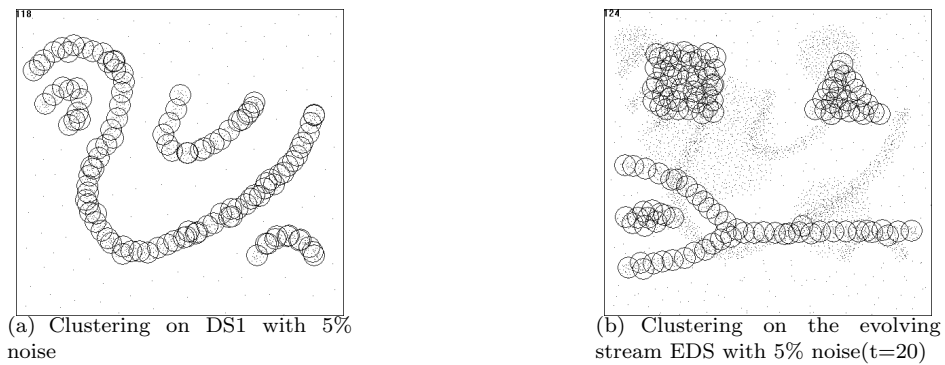 118
124
(a) Clustering on DS1 with 5%
noise
(b) Clustering on the evolving
stream EDS with 5% noise(t=20)